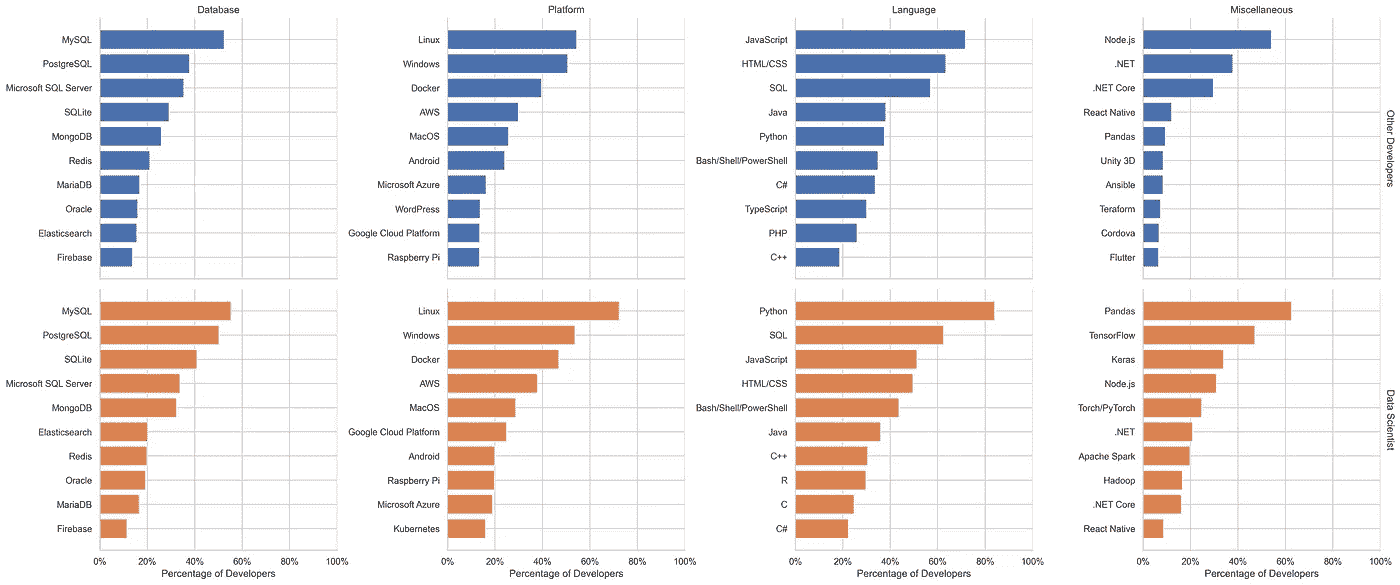 Database
Platform
Language
Miscellaneous
MySQL
PostgreSQL
Microsoft SQL Server
SQLite
MongoDB
Redis
MariaDB
Oracle
Elasticsearch
Firebase
Linux
Windows
Docker
AWS
MacOS
Android
Microsoft Azure
WordPress
Google Cloud Platform
Raspberry Pi
JavaScript
HTML/CSS
SQL
Java
Python
Bash/Shell/PowerShell
C#
TypeScript
PHP
C++
Node.js
.NET
.NET Core
React Native
Pandas
Unity 3D
Ansible
Teraform
Cordova
Flutter
Other Developers
MySQL
PostgreSQL
SQLite
Microsoft SQL Server
MongoDB
Elasticsearch
Redis
Oracle
MariaDB
Firebase
0% 20% 40% 60% 80% 100%
Percentage of Developers
Linux
Windows
Docker
AWS
MacOS
Google Cloud Platform
Android
Raspberry Pi
Microsoft Azure
Kubernetes
0% 20% 40% 60% 80% 100%
Percentage of Developers
Python
SQL
JavaScript
HTML/CSS
Bash/Shell/PowerShell
Java
C++
R
C
C#
0% 20% 40% 60% 80% 100%
Percentage of Developers
Pandas
TensorFlow
Keras
Node.js
Torch/PyTorch
.NET
Apache Spark
Hadoop
.NET Core
React Native
0% 20% 40% 60% 80% 100%
Percentage of Developers
Data Scientist